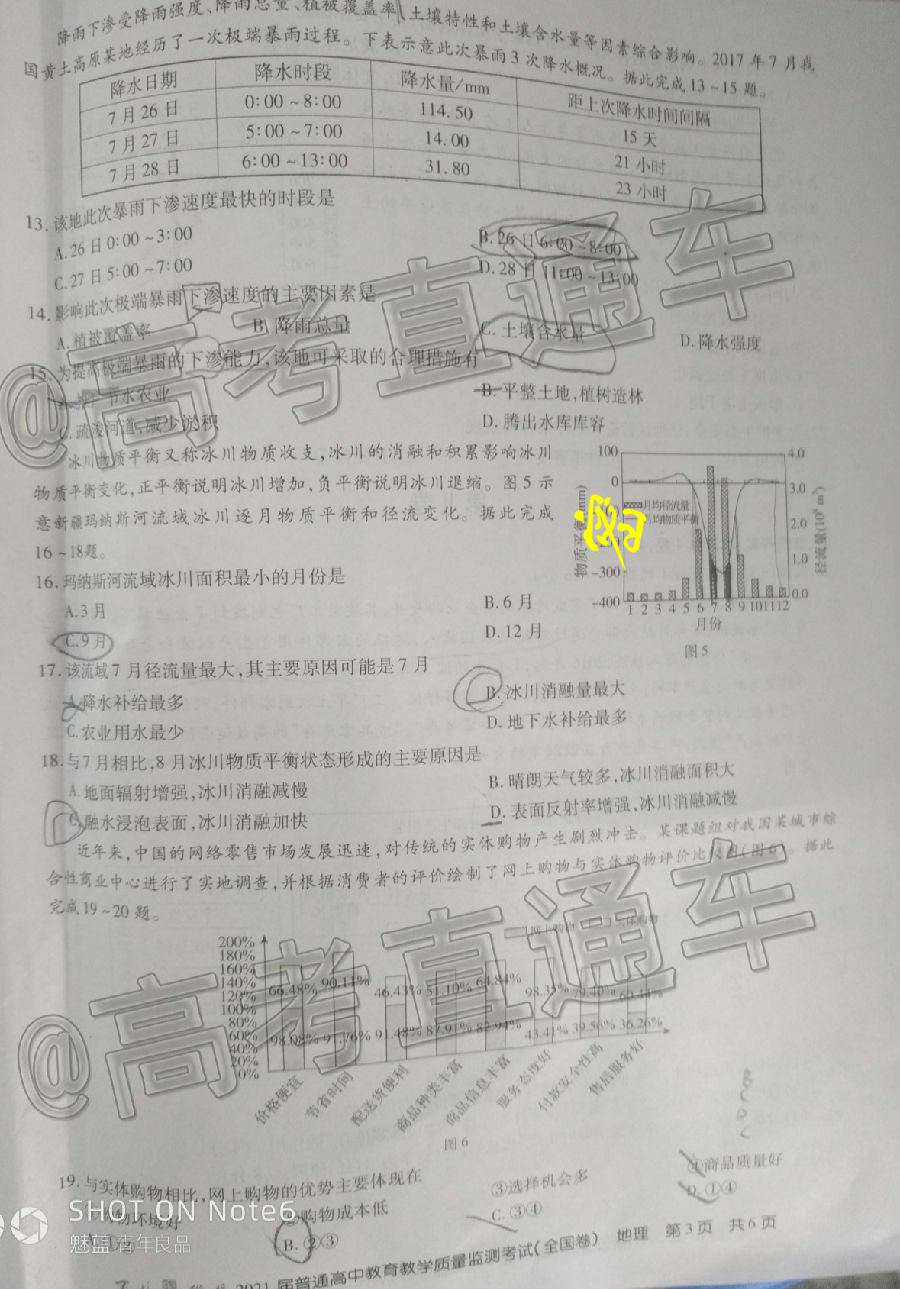 降雨下渗受降雨强度、降雨总量、植被覆盖率、土壤特性和土壤含水量等因素综合影响。2017年7月我
国黄土高原某地经历了一次极端暴雨过程。下表示意此次暴雨3次降水概况。据此完成13~15题。
降水日期 降水时段 降水量/mm 距上次降水时间间隔
7月26日 0:00~8:00 114.50 15天
7月27日 5:00~7:00 14.00 21小时
7月28日 6:00~13:00 31.80 23小时
13.该地此次暴雨下渗速度最快的时段是
A.26日0:00~3:00 B.26日6:00~8:00
C.27日5:00~7:00 D.28日11:00~13:00
14.影响此次极端暴雨下渗速度的主要因素是
A.植被覆盖率 B.降雨总量 C.土壤含水量 D.降水强度
15.为提高极端暴雨的下渗能力,该地可采取的合理措施有
节水农业 B.平整土地,植树造林
C.疏浚河道,减少淤积 D.腾出水库库容
冰川物质平衡又称冰川物质收支,冰川的消融和积累影响冰川
物质平衡变化,正平衡说明冰川增加,负平衡说明冰川退缩。图5示
意新疆玛纳斯河流域冰川逐月物质平衡和径流变化。据此完成
16~18题。
100 0 -300 -400
物质平衡 mm)
月均径流量
月均物质平衡
4.0 3.0 2.0 1.0 0.0
径流量(10⁸m³)
1 2 3 4 5 6 7 8 9 10 11 12
月份
图5
16.玛纳斯河流域冰川面积最小的月份是
A.3月 B.6月
C.9月 D.12月
17.该流域7月径流量最大,其主要原因可能是7月
A.降水补给最多 B.冰川消融量最大
C.农业用水最少 D.地下水补给最多
18.与7月相比,8月冰川物质平衡状态形成的主要原因是
A.地面辐射增强,冰川消融减慢 B.晴朗天气较多,冰川消融面积大
C.融水浸泡表面,冰川消融加快 D.表面反射率增强,冰川消融减慢
近年来,中国的网络零售市场发展迅速,对传统的实体购物产生剧烈冲击。某课题组对我国某城市综
合性商业中心进行了实地调查,并根据消费者的评价绘制了网上购物与实体购物评价比较图(图6)。据此
完成19~20题。
网上购物 实体购物
200% 180% 160% 140% 120% 100% 80% 60% 40% 20% 0%
66.48% 90.11% 46.43% 51.10% 64.84% 98.35% 79.40% 60.44%
98.08% 91.76% 91.48% 87.91% 82.94% 43.41% 39.56% 36.26%
价格便宜 节省时间 配送货便利 商品种类丰富 商品信息丰富 服务态度好 付款安全性高 售后服务好
图6
19.与实体购物相比,网上购物的优势主要体现在
购物环境好 ②购物成本低 ③选择机会多 ④商品质量好
B.②③ C.③④ D.①④
2021届普通高中教育教学质量监测考试(全国卷) 地理 第3页 共6页
@高考直通车
@高考直通车
SHOT ON Note6
魅蓝·青年良品